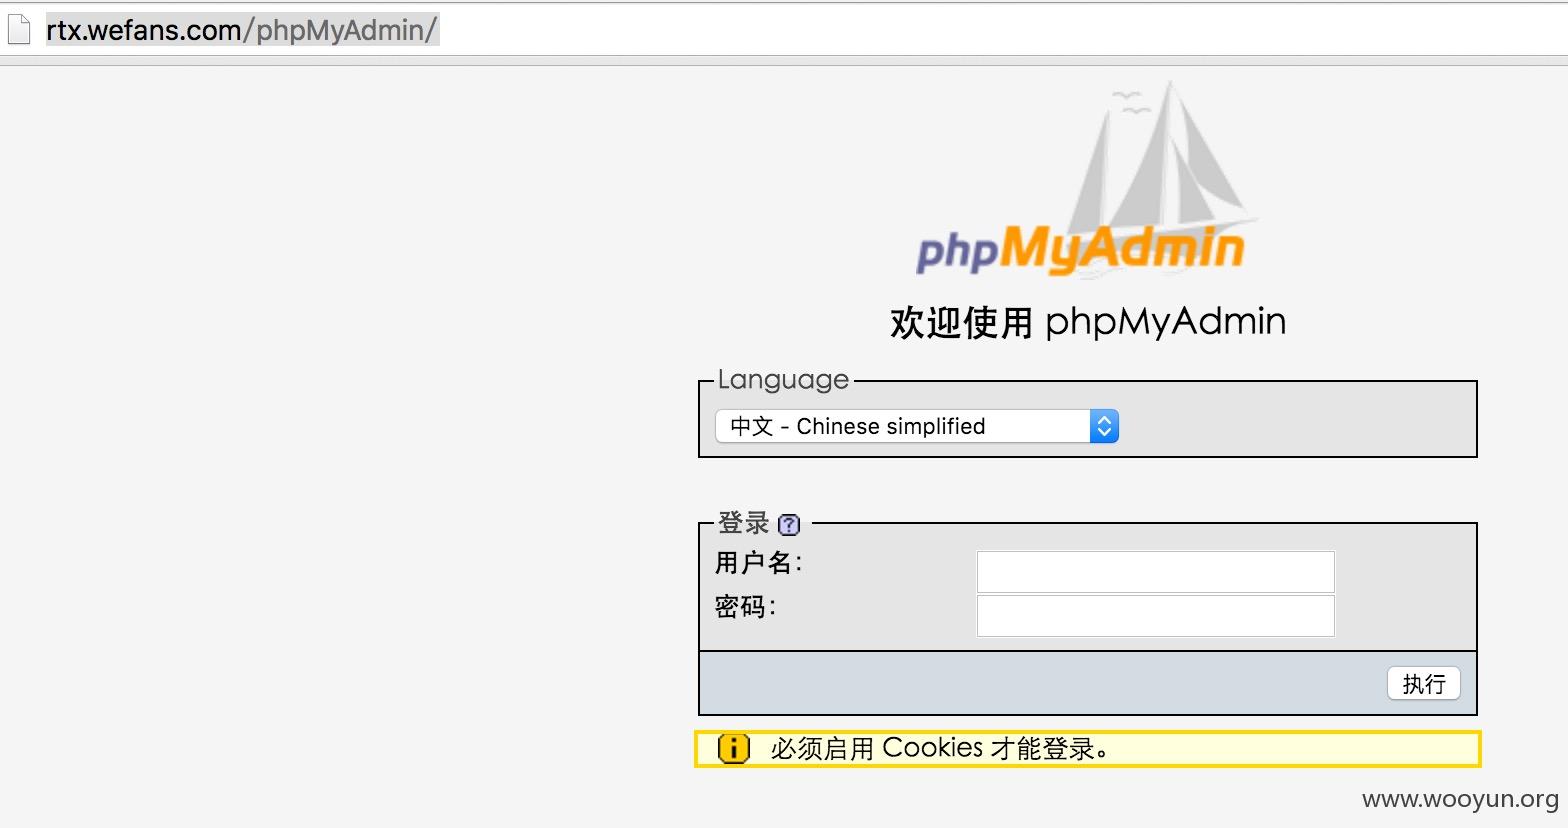 rtx.wefans.com/phpMyAdmin/
phpMyAdmin
欢迎使用 phpMyAdmin
Language
中文 - Chinese simplified
登录 ?
用户名：
密码：
执行
必须启用 Cookies 才能登录。
www.wooyun.org